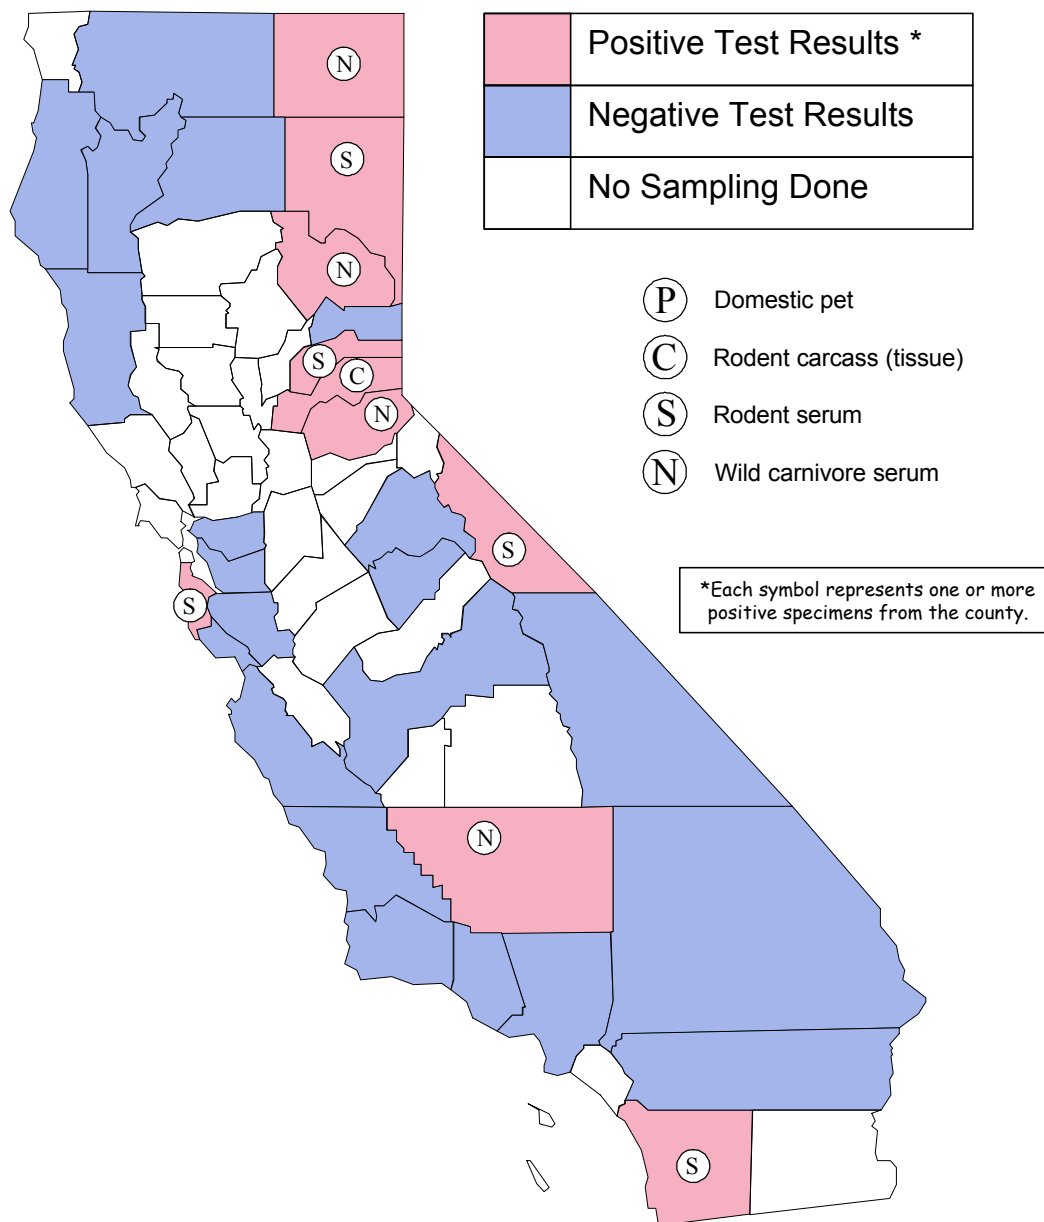 Positive Test Results *
Negative Test Results
No Sampling Done
P Domestic pet
C Rodent carcass (tissue)
S Rodent serum
N Wild carnivore serum
*Each symbol represents one or more
positive specimens from the county.
N
S
N
S
C
N
S
S
N
S